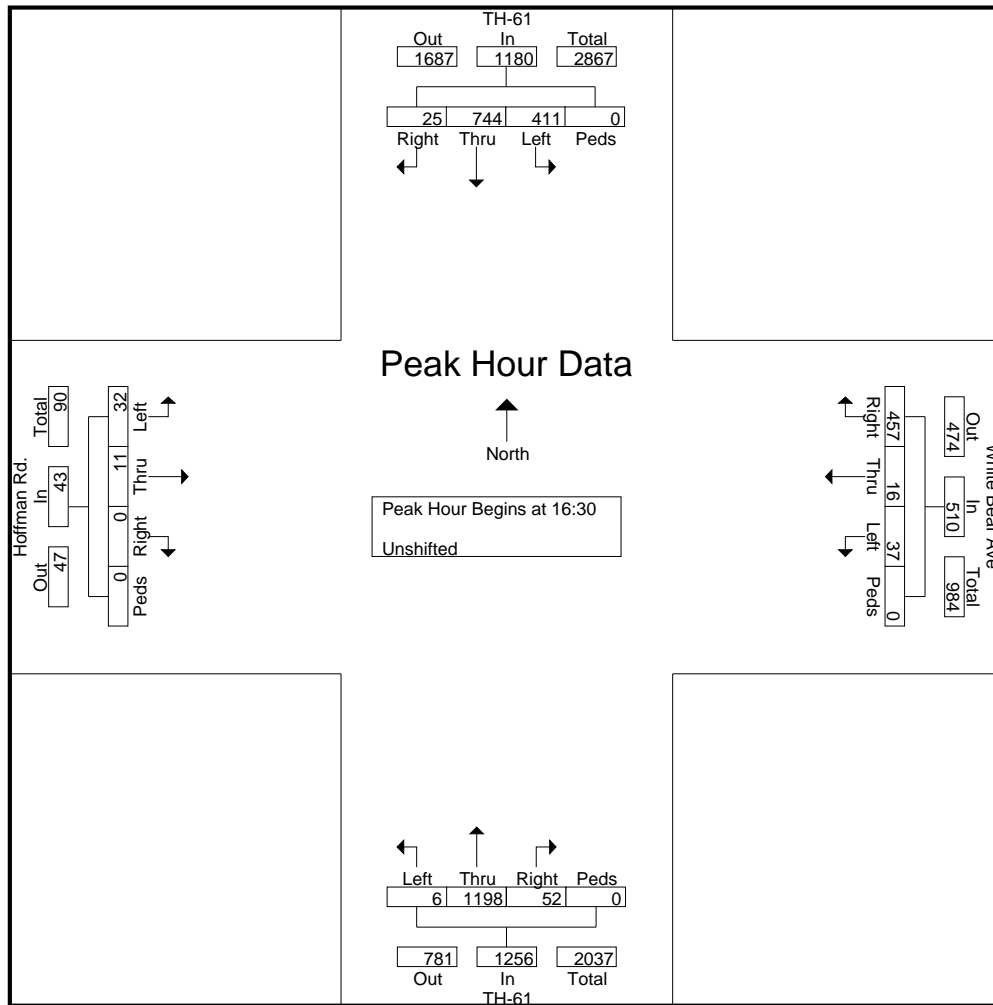 TH-61
Out In Total
1687 1180 2867
25 744 411 0
Right Thru Left Peds
Peak Hour Data
North
Peak Hour Begins at 16:30
Unshifted
Hoffman Rd.
Out In Total
47 43 90
32 11 0 0
Left Thru Right Peds
White Bear Ave
Out In Total
474 510 984
457 16 37 0
Right Thru Left Peds
Left Thru Right Peds
6 1198 52 0
781 1256 2037
Out In Total
TH-61